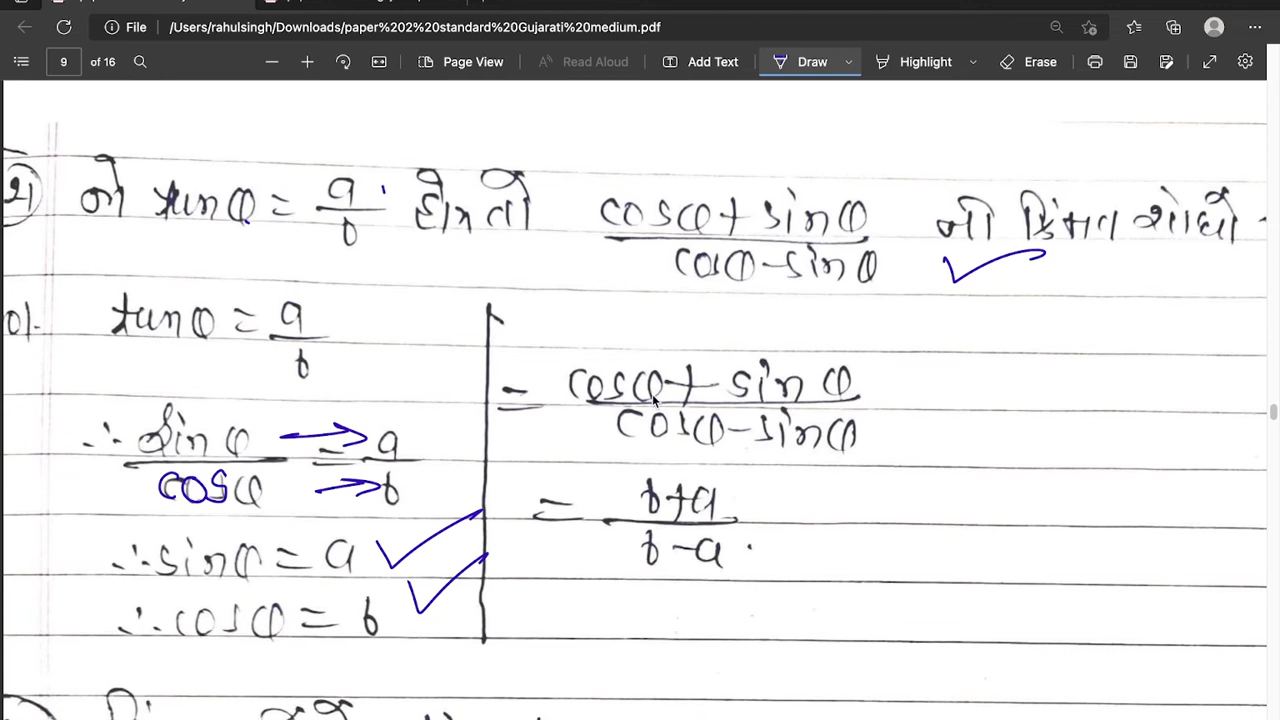 File /Users/rahulsingh/Downloads/paper%202%20standard%20Gujarati%20medium.pdf
9 of 16 Page View Read Aloud Add Text Draw Highlight Erase
જો tanθ = a/b હોય તો (cosθ + sinθ)/(cosθ - sinθ) ની કિંમત શોધો.
tanθ = a/b
∴ sinθ/cosθ = a/b
∴ sinθ = a
∴ cosθ = b
= (cosθ + sinθ)/(cosθ - sinθ)
= (b+a)/(b-a).